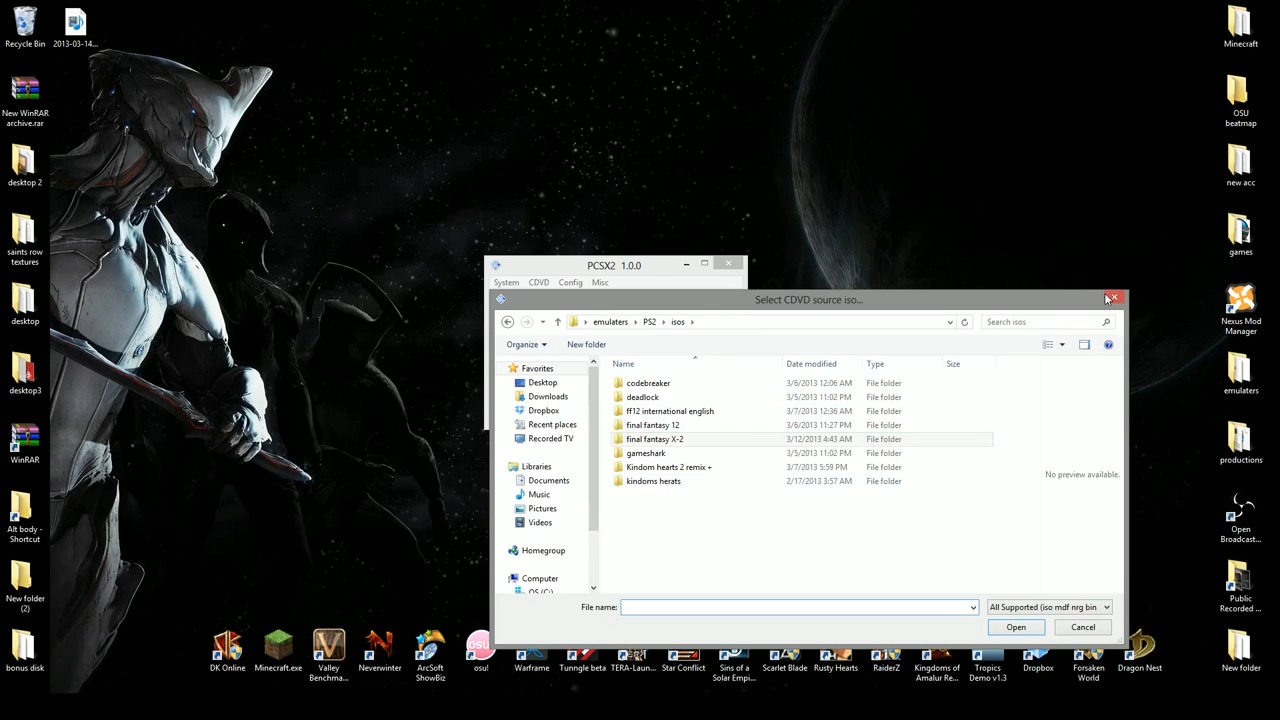 Recycle Bin
2013-03-14...
New WinRAR
archive.rar
desktop 2
saints row
textures
desktop
desktop3
WinRAR
Alt body -
Shortcut
New folder
(2)
bonus disk
PCSX2 1.0.0
System CDVD Config Misc
Select CDVD source iso...
emulaters PS2 isos
Search isos
Organize New folder
Name Date modified Type Size
Favorites
Desktop
Downloads
Dropbox
Recent places
Recorded TV
Libraries
Documents
Music
Pictures
Videos
Homegroup
Computer
OS (C:)
codebreaker 3/6/2013 12:06 AM File folder
deadlock 3/5/2013 11:02 PM File folder
ff12 international english 3/7/2013 12:36 AM File folder
final fantasy 12 3/6/2013 11:27 PM File folder
final fantasy X-2 3/12/2013 4:43 AM File folder
gameshark 3/5/2013 11:02 PM File folder
Kindom hearts 2 remix + 3/7/2013 5:59 PM File folder
kindoms herats 2/17/2013 3:57 AM File folder
No preview available.
File name: All Supported (iso mdf nrg bin
Open Cancel
DK Online
Minecraft.exe
Valley
Benchma...
Neverwinter
ArcSoft
ShowBiz
osu!
Warframe
Tunngle beta
TERA-Laun...
Star Conflict
Sins of a
Solar Empi...
Scarlet Blade
Rusty Hearts
RaiderZ
Kingdoms of
Amalur Re...
Tropics
Demo v1.3
Dropbox
Forsaken
World
Dragon Nest
Minecraft
OSU
beatmap
new acc
games
Nexus Mod
Manager
emulaters
productions
Open
Broadcast...
Public
Recorded ...
New folder